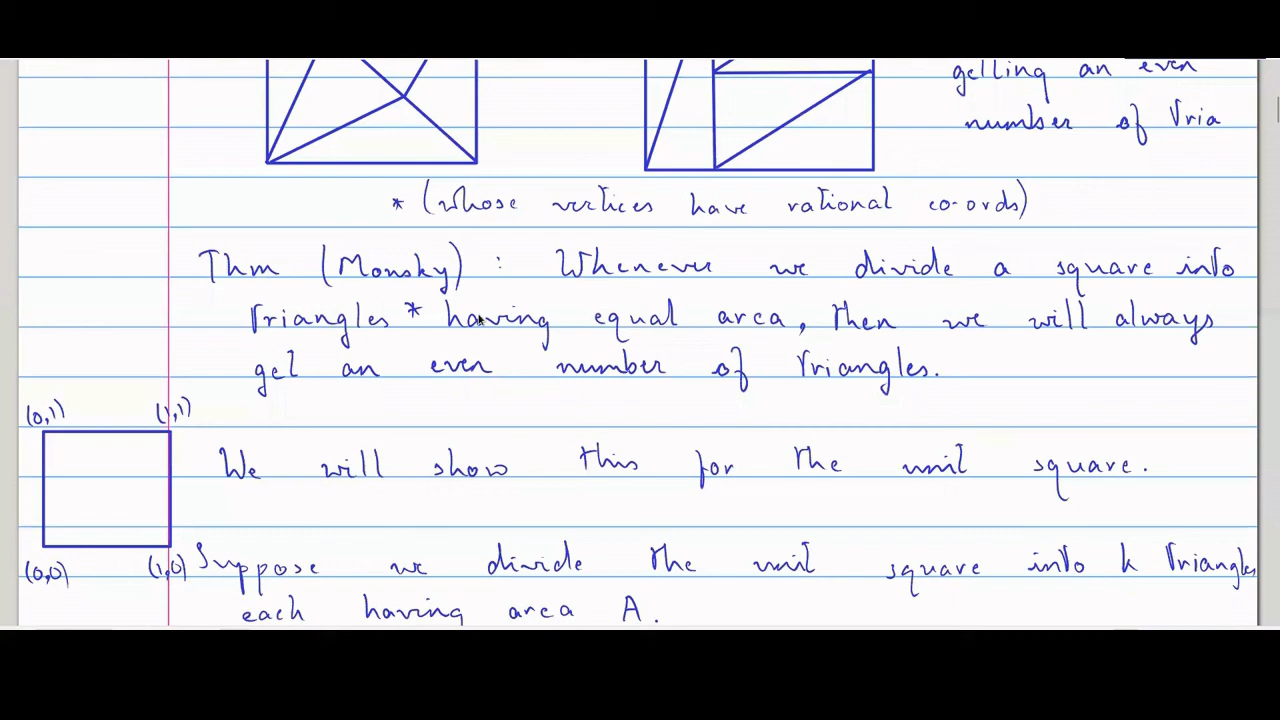 getting an even
number of tria
* (whose vertices have rational co-ords)
Thm (Monsky) : Whenever we divide a square into
triangles * having equal area, then we will always
get an even number of triangles.
(0,1) (1,1)
We will show this for the unit square.
(0,0) (1,0) Suppose we divide the unit square into k triangles
each having area A.